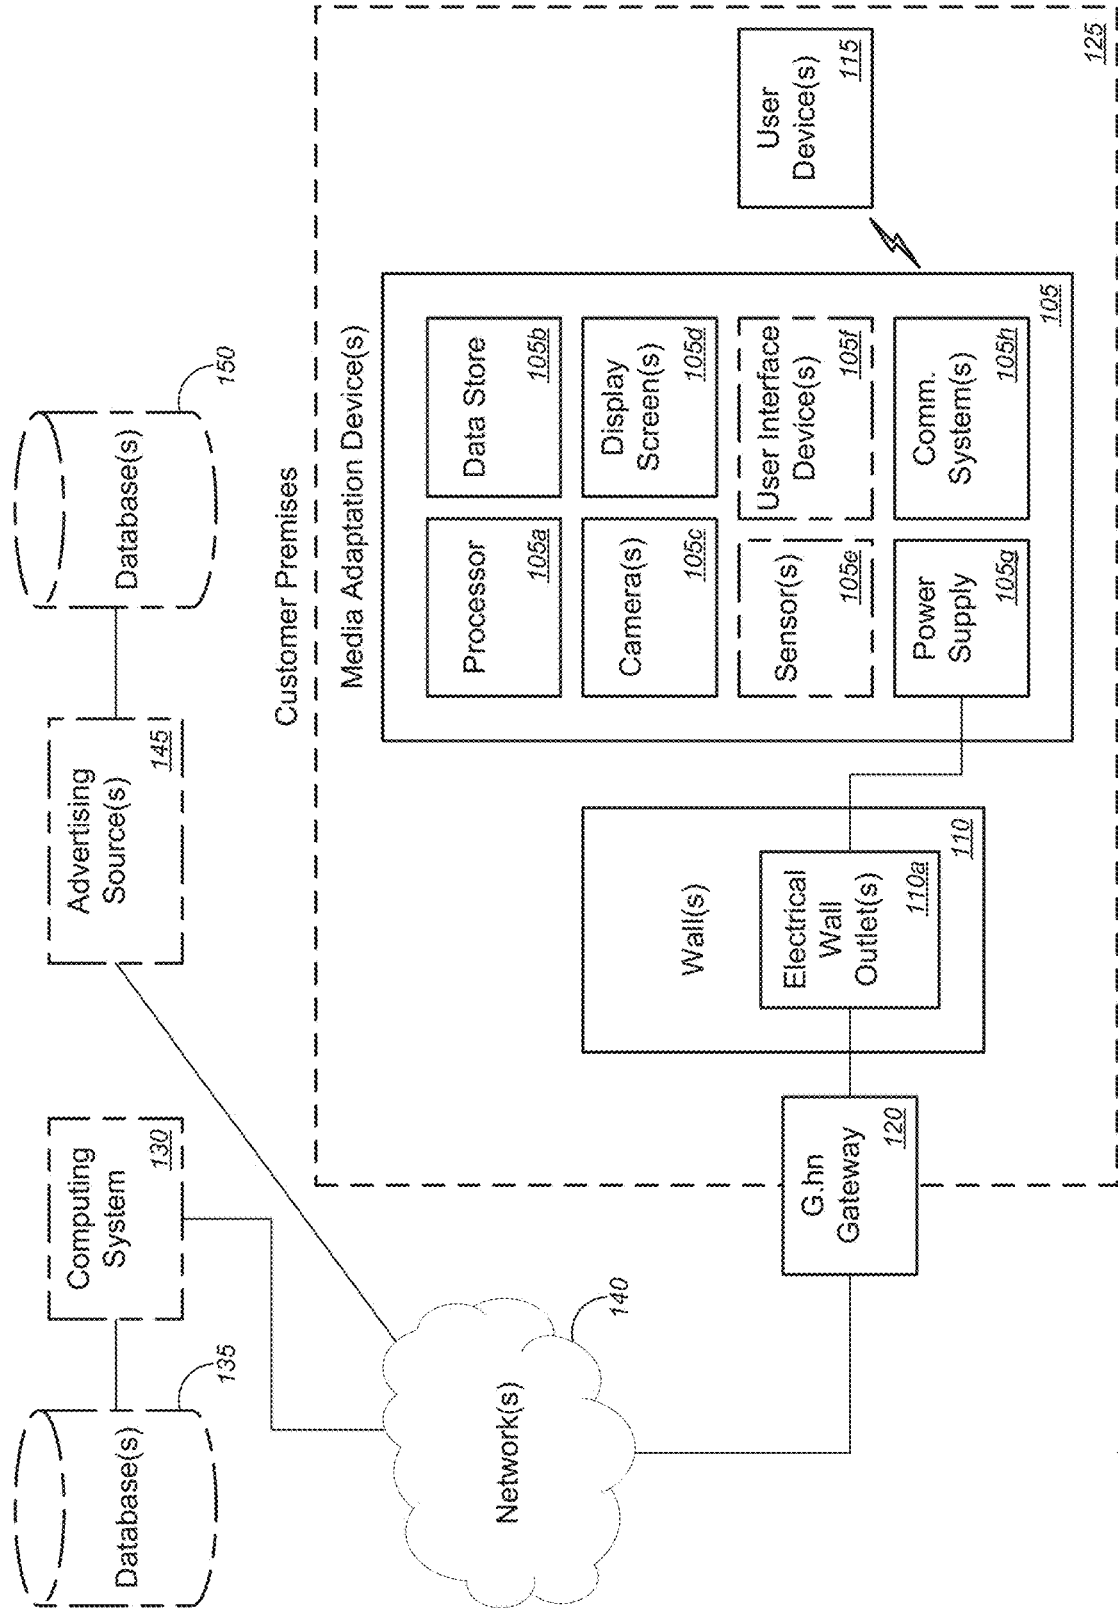 Database(s)
135
Computing
System
130
Advertising
Source(s)
145
Database(s)
150
Network(s)
140
Customer Premises
125
G.hn
Gateway
120
Wall(s)
110
Electrical
Wall
Outlet(s)
110a
Media Adaptation Device(s)
105
Processor
105a
Data Store
105b
Camera(s)
105c
Display
Screen(s)
105d
Sensor(s)
105e
User Interface
Device(s)
105f
Power
Supply
105g
Comm.
System(s)
105h
User
Device(s)
115